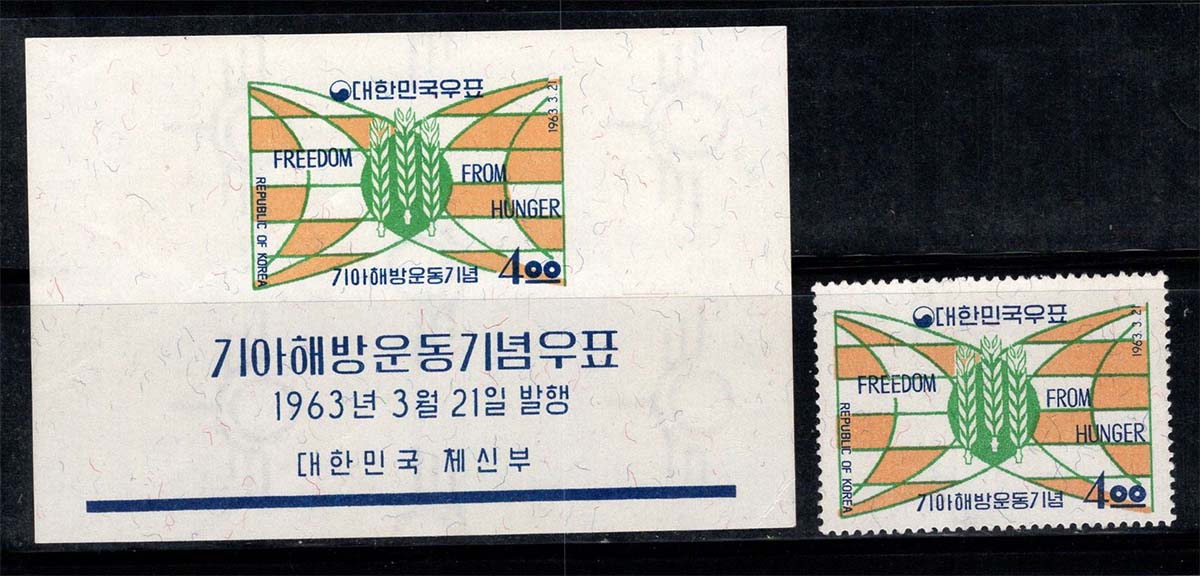 대한민국우표
1963.3.21
FREEDOM
FROM
HUNGER
REPUBLIC OF KOREA
기아해방운동기념
4.00
기아해방운동기념우표
1963년 3월 21일 발행
대한민국 체신부
대한민국우표
1963.3.21
FREEDOM
FROM
HUNGER
REPUBLIC OF KOREA
기아해방운동기념
4.00